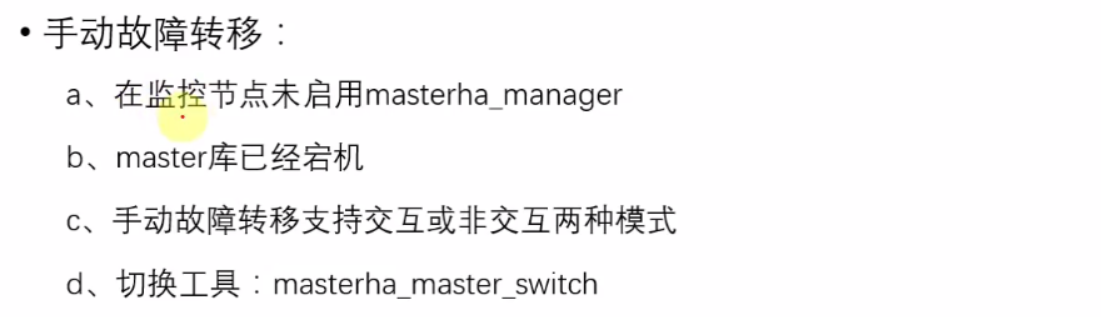 • 手动故障转移：
a、在监控节点未启用masterha_manager
b、master库已经宕机
c、手动故障转移支持交互或非交互两种模式
d、切换工具：masterha_master_switch